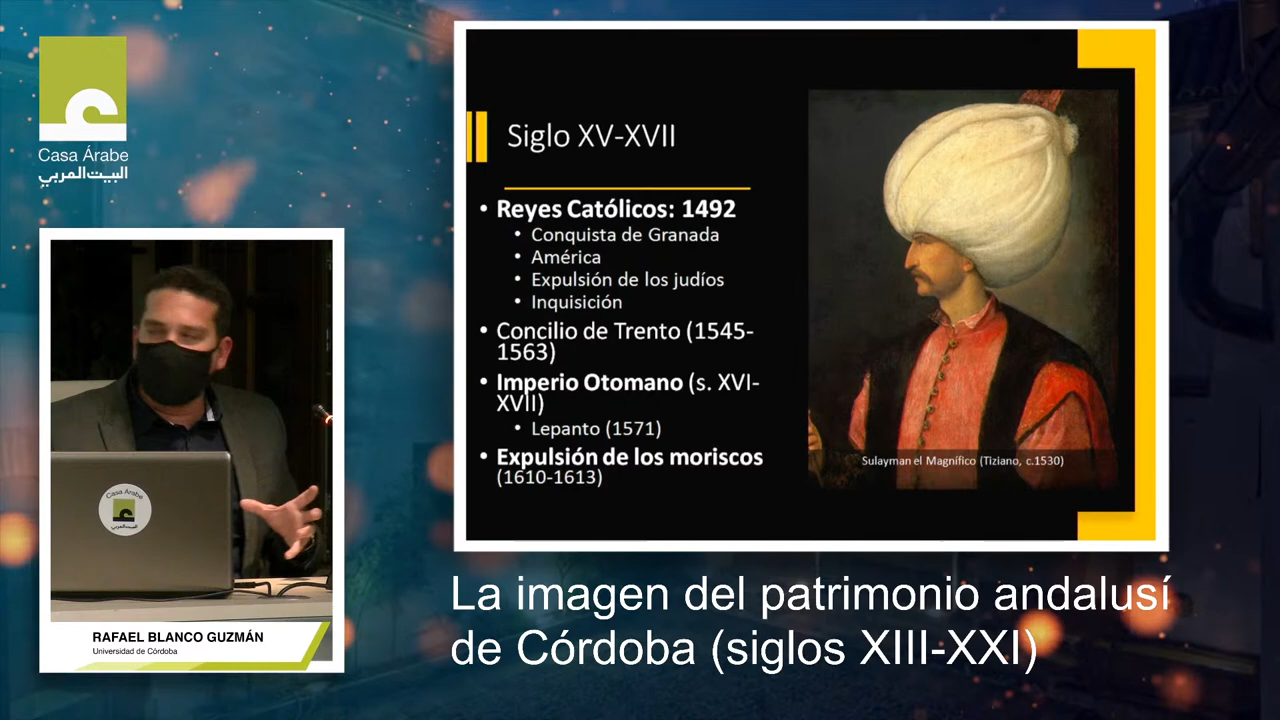 Casa Árabe
البيت العربي
Siglo XV-XVII
• Reyes Católicos: 1492
• Conquista de Granada
• América
• Expulsión de los judíos
• Inquisición
• Concilio de Trento (1545-
1563)
• Imperio Otomano (s. XVI-
XVII)
• Lepanto (1571)
• Expulsión de los moriscos
(1610-1613)
Sulayman el Magnífico (Tiziano, c.1530)
Casa Árabe
البيت العربي
RAFAEL BLANCO GUZMÁN
Universidad de Córdoba
La imagen del patrimonio andalusí
de Córdoba (siglos XIII-XXI)